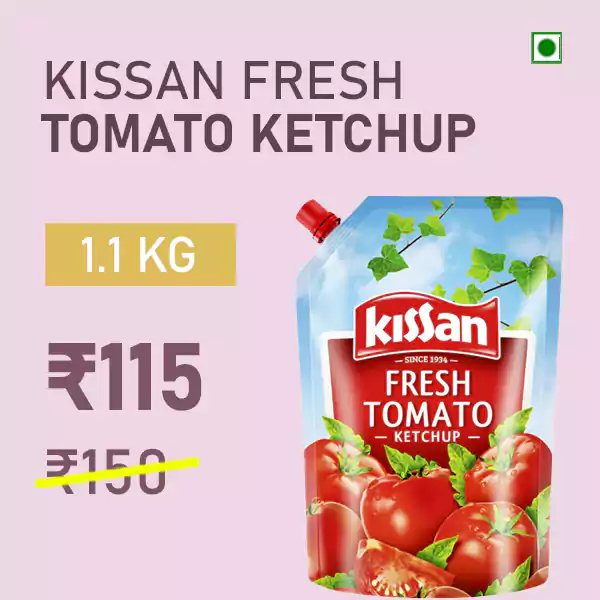 KISSAN FRESH
TOMATO KETCHUP
1.1 KG
₹115
₹150
Kissan
SINCE 1934
FRESH
TOMATO
KETCHUP